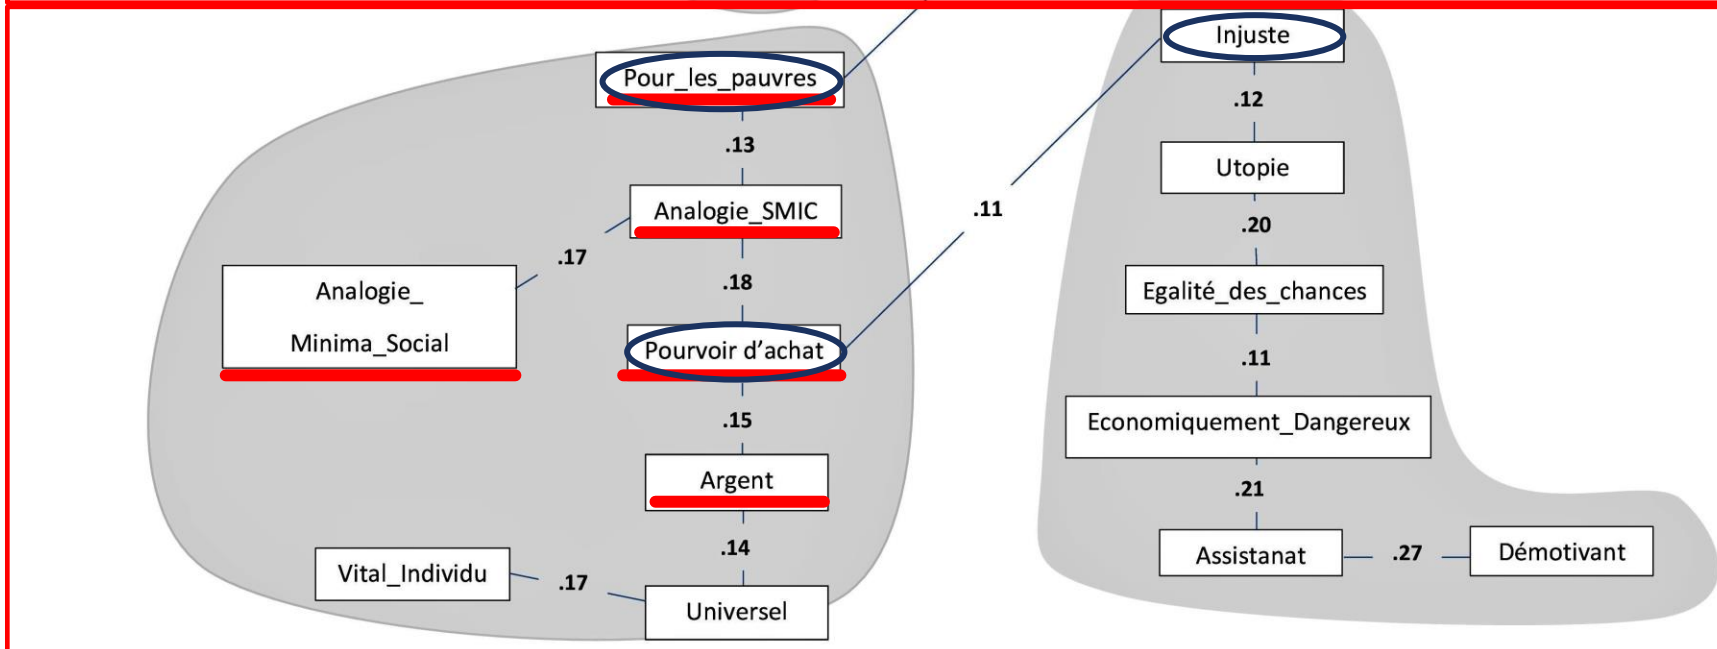 Pour_les_pauvres
.13
Analogie_SMIC
.17
.18
Analogie_
Minima_Social
Pourvoir d’achat
.15
Argent
.14
Vital_Individu
.17
Universel
.11
Injuste
.12
Utopie
.20
Egalité_des_chances
.11
Economiquement_Dangereux
.21
Assistanat
.27
Démotivant